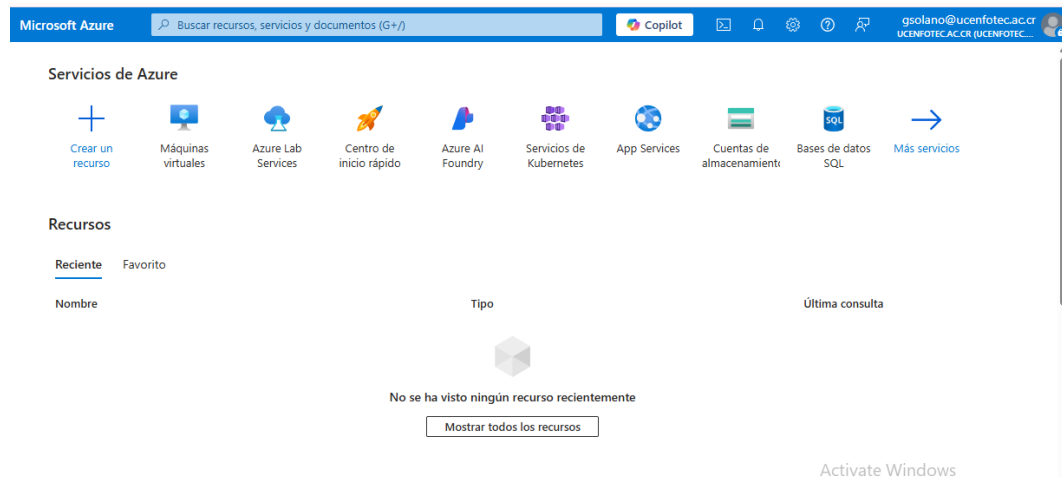 Microsoft Azure
Buscar recursos, servicios y documentos (G+/)
Copilot
gsolano@ucenfotec.ac.cr
UCENFOTEC.AC.CR (UCENFOTEC....
Servicios de Azure
Crear un recurso
Máquinas virtuales
Azure Lab Services
Centro de inicio rápido
Azure AI Foundry
Servicios de Kubernetes
App Services
Cuentas de almacenamiento
Bases de datos SQL
Más servicios
Recursos
Reciente Favorito
Nombre Tipo Última consulta
No se ha visto ningún recurso recientemente
Mostrar todos los recursos
Activate Windows